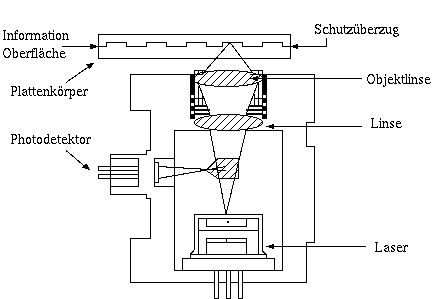 Information
Oberfläche
Schutzüberzug
Plattenkörper
Objektlinse
Linse
Photodetektor
Laser